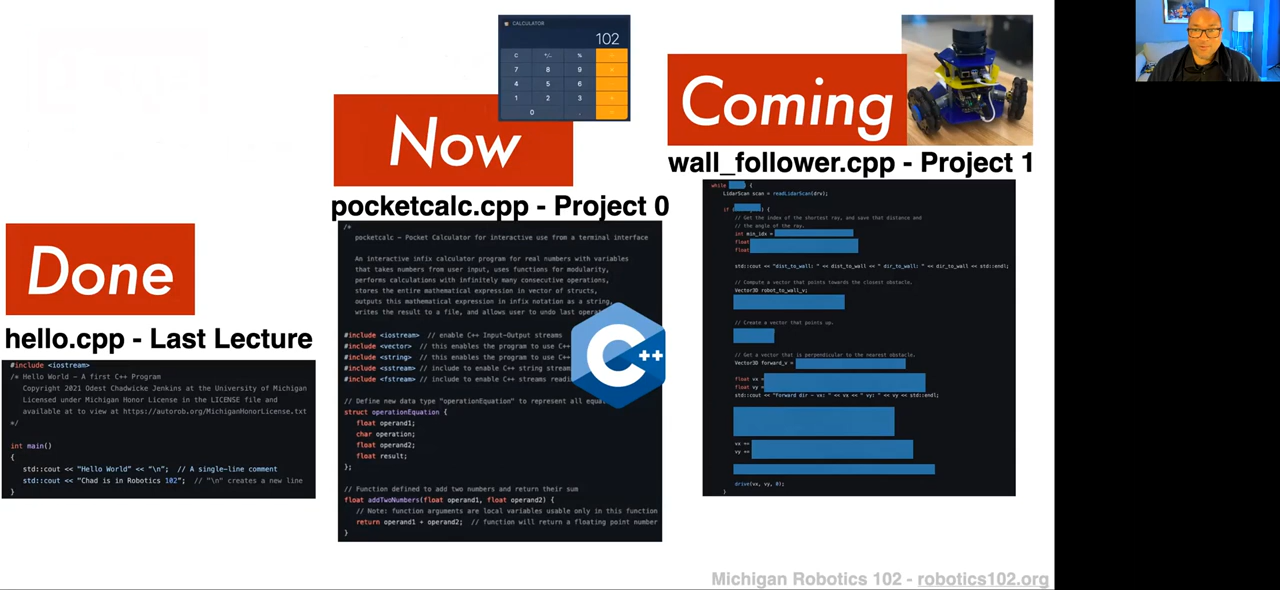 Done
hello.cpp - Last Lecture
#include <iostream>
/* Hello World - A first C++ Program
Copyright 2021 Odest Chadwicke Jenkins at the University of Michigan
Licensed under Michigan Honor License in the LICENSE file and
available at to view at https://autorob.org/MichiganHonorLicense.txt
*/
int main()
{
std::cout << "Hello World" << "\n"; // A single-line comment
std::cout << "Chad is in Robotics 102"; // "\n" creates a new line
}
CALCULATOR
102
C +/- %
7 8 9
4 5 6
1 2 3
0 .
Now
pocketcalc.cpp - Project 0
/*
pocketcalc - Pocket Calculator for interactive use from a terminal interface
An interactive infix calculator program for real numbers with variables
that takes numbers from user input, uses functions for modularity,
performs calculations with infinitely many consecutive operations,
stores the entire mathematical expression in vector of structs,
outputs this mathematical expression in infix notation as a string,
writes the result to a file, and allows user to undo last oper
#include <iostream> // enable C++ Input-Output streams
#include <vector> // this enables the program to use C++
#include <string> // this enables the program to use C++
#include <sstream> // include to enable C++ string stream
#include <fstream> // include to enable C++ streams readi
// Define new data type "operationEquation" to represent all equa
struct operationEquation {
float operand1;
char operation;
float operand2;
float result;
};
// Function defined to add two numbers and return their sum
float addTwoNumbers(float operand1, float operand2) {
// Note: function arguments are local variables usable only in this function
return operand1 + operand2; // function will return a floating point number
}
C++
Coming
wall_follower.cpp - Project 1
while
LidarScan scan = readLidarScan(drv);
if
{
// Get the index of the shortest ray, and save that distance and
// the angle of the ray.
int min_idx =
float
float
std::cout << "dist_to_wall: " << dist_to_wall << " dir_to_wall: " << dir_to_wall << std::endl;
// Compute a vector that points towards the closest obstacle.
Vector3D robot_to_wall_v;
// Create a vector that points up.
// Get a vector that is perpendicular to the nearest obstacle.
Vector3D forward_v =
float vx =
float vy =
std::cout << "Forward dir - vx: " << vx << " vy: " << vy << std::endl;
vx +=
vy +=
drive(vx, vy, 0);
}
Michigan Robotics 102 - robotics102.org